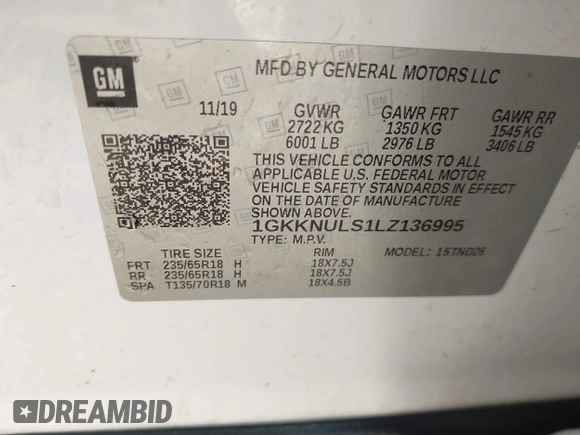 GM
MFD BY GENERAL MOTORS LLC
11/19 GVWR GAWR FRT GAWR RR
2722 KG 1350 KG 1545 KG
6001 LB 2976 LB 3406 LB
THIS VEHICLE CONFORMS TO ALL
APPLICABLE U.S. FEDERAL MOTOR
VEHICLE SAFETY STANDARDS IN EFFECT
ON THE DATE OF MANUFACTURE
SHOWN ABOVE.
1GKKNULS1LZ136995
TYPE: M.P.V. MODEL: 15TN026
TIRE SIZE RIM
FRT 235/65R18 H 18X7.5J
RR 235/65R18 H 18X7.5J
SPA T135/70R18 M 18X4.5B
DREAMBID